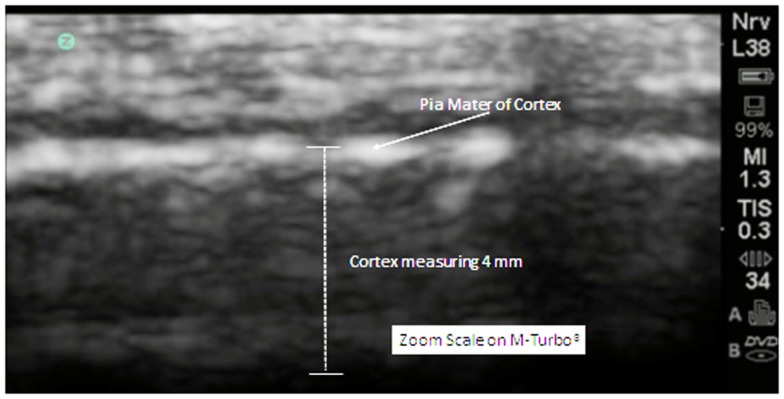 Z
Nrv
L38
Pia Mater of Cortex
99%
MI
1.3
TIS
0.3
Cortex measuring 4 mm
34
Zoom Scale on M-Turbo®
A
B DVD